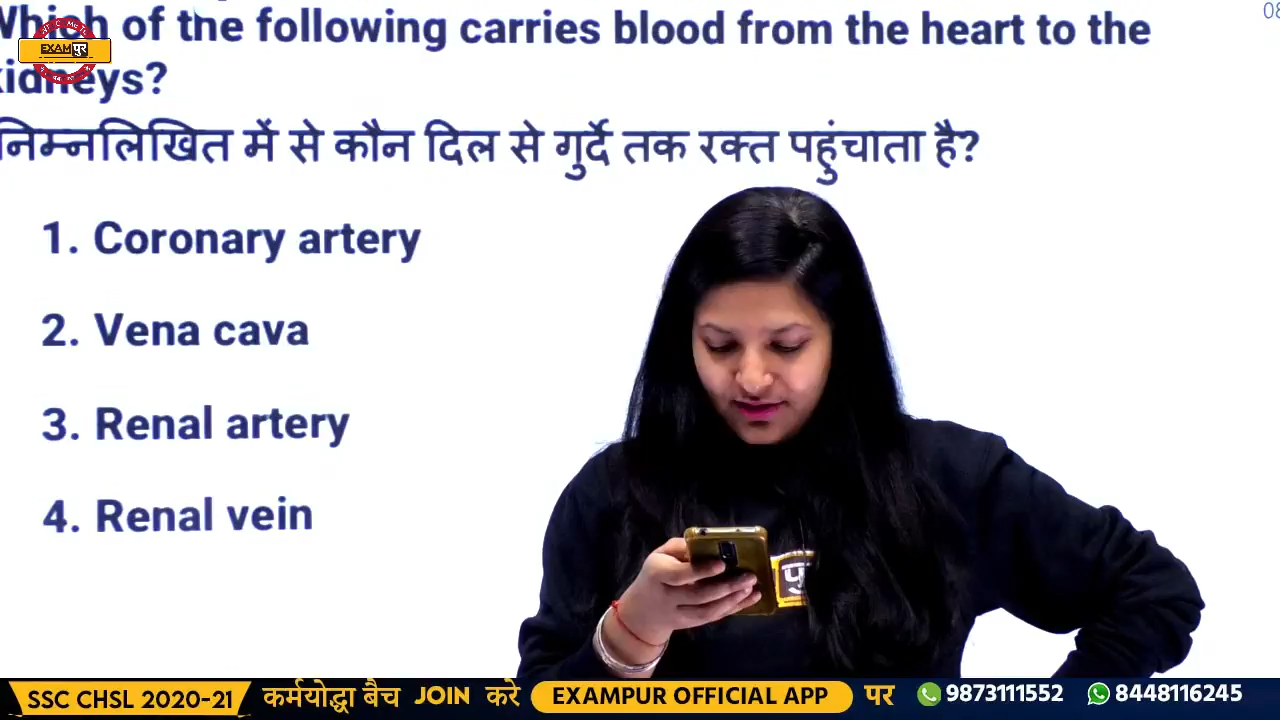 Which of the following carries blood from the heart to the
kidneys?
निम्नलिखित में से कौन दिल से गुर्दे तक रक्त पहुंचाता है?
1. Coronary artery
2. Vena cava
3. Renal artery
4. Renal vein
08
EXAMपुर
पु
SSC CHSL 2020-21 कर्मयोद्धा बैच JOIN करे EXAMPUR OFFICIAL APP पर 9873111552 8448116245